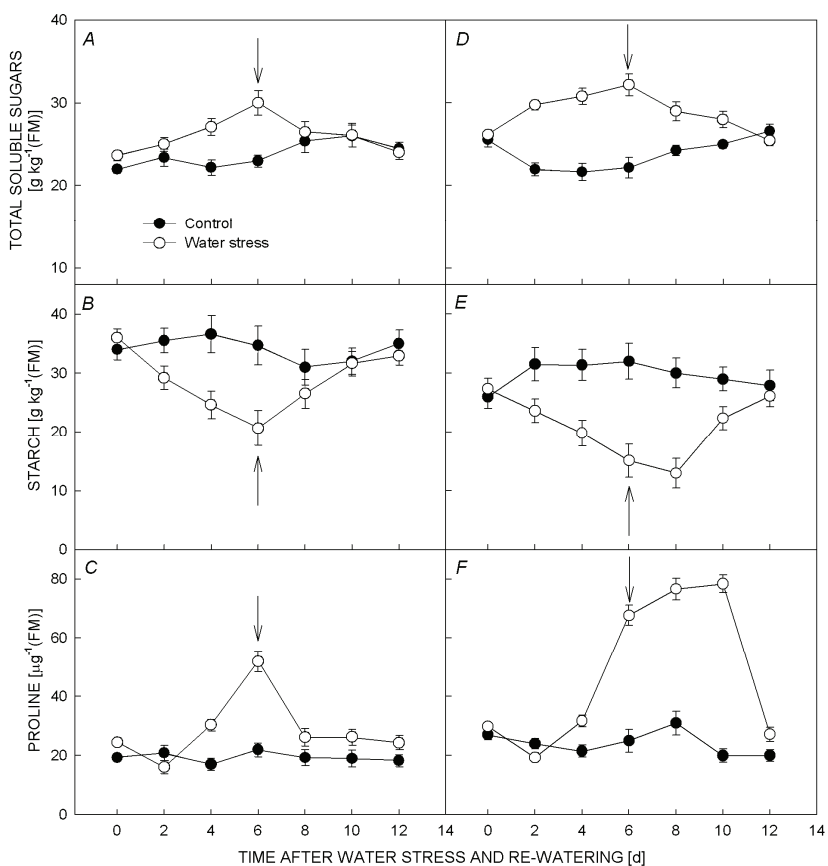 A
D
TOTAL SOLUBLE SUGARS
[g kg-1(FM)]
40
30
20
10
Control
Water stress
B
E
STARCH [g kg-1(FM)]
40
30
20
10
0
C
F
PROLINE [µg-1(FM)]
80
60
40
20
0
0 2 4 6 8 10 12 14 0 2 4 6 8 10 12 14
TIME AFTER WATER STRESS AND RE-WATERING [d]